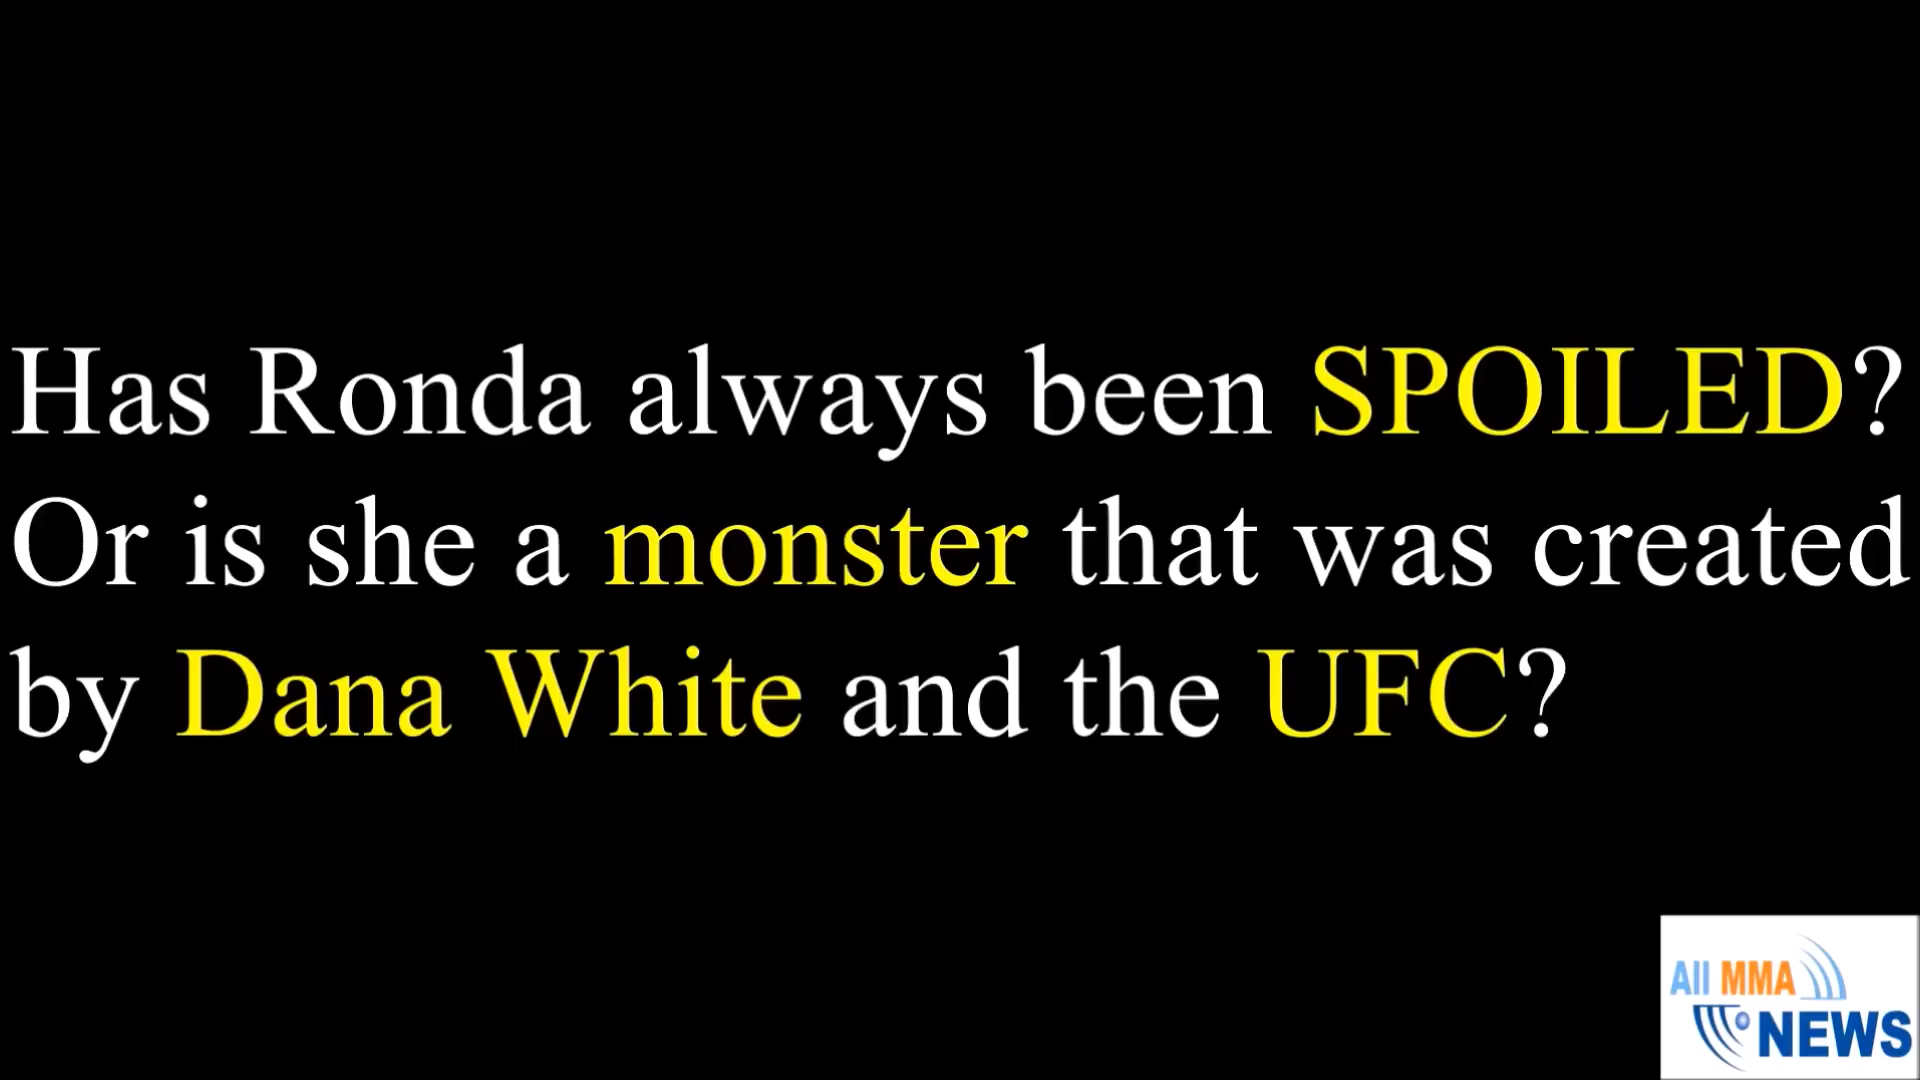 Has Ronda always been SPOILED?
Or is she a monster that was created
by Dana White and the UFC?
All MMA
NEWS